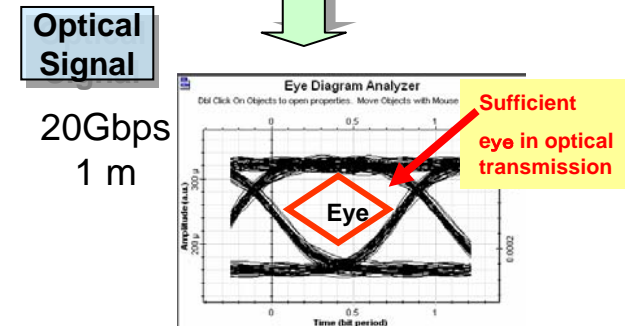 Optical
Signal
20Gbps
1 m
Eye Diagram Analyzer
Dbl Click On Objects to open properties. Move Objects with Mouse
Sufficient
eye in optical
transmission
0 0.5 1
Amplitude (a.u.)
300 µ
200 µ
Eye
0.0002
0 0.5 1
Time (bit period)